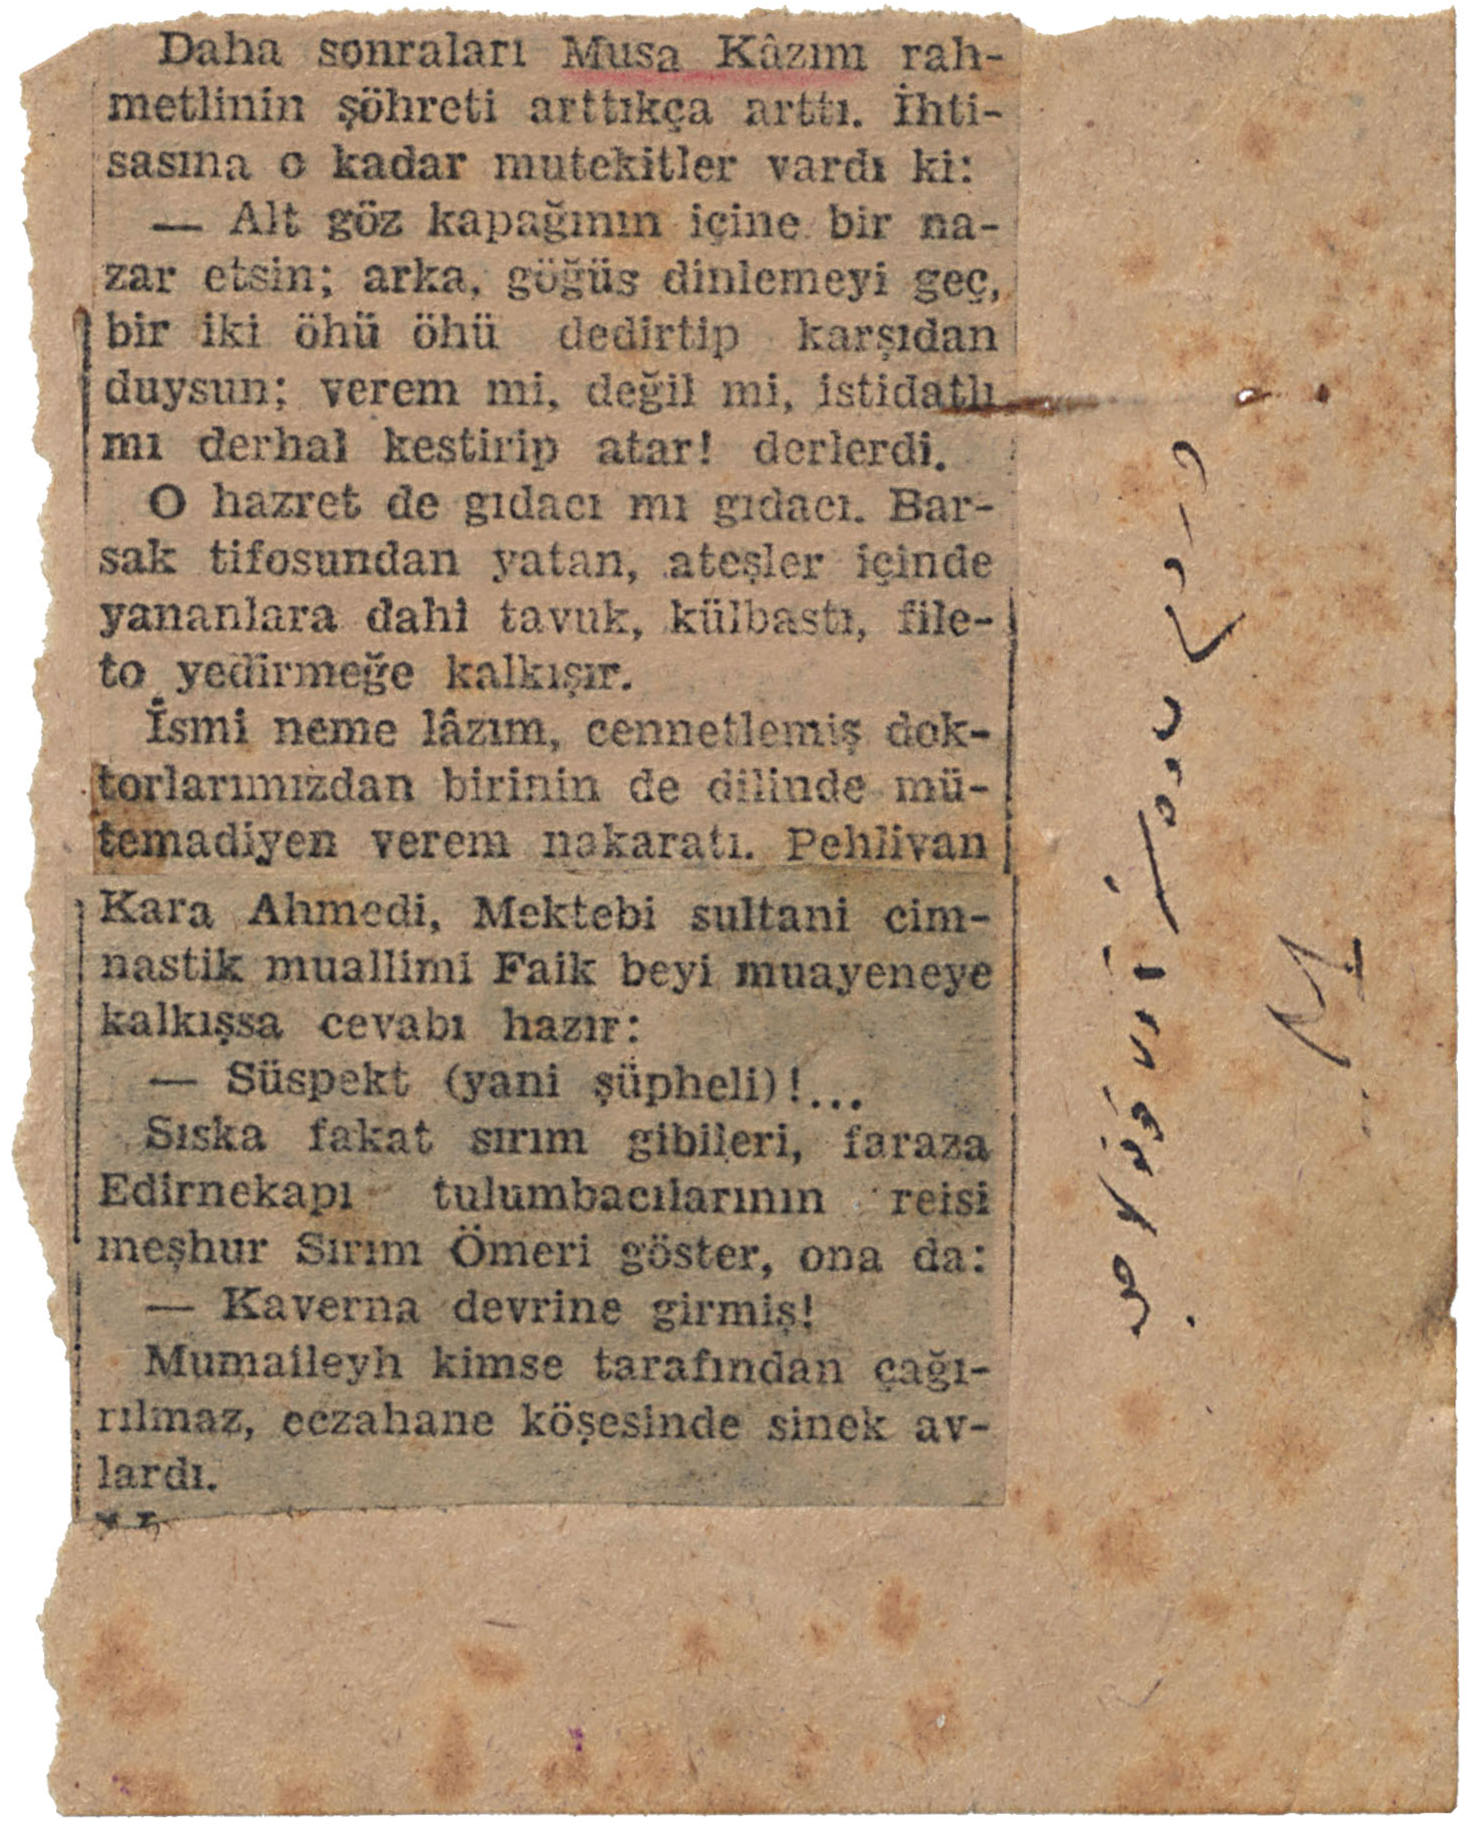 Daha sonraları Musa Kâzım rah-
metlinin şöhreti arttıkça arttı. İhti-
sasına o kadar mutekitler vardı ki:
— Alt göz kapağının içine bir na-
zar etsin; arka, göğüs dinlemeyi geç,
bir iki öhü öhü dedirtip karşıdan
duysun; verem mi, değil mi, istidatlı
mı derhal kestirip atar! derlerdi.
O hazret de gıdacı mı gıdacı. Bar-
sak tifosundan yatan, ateşler içinde
yananlara dahi tavuk, külbastı, file-
to yedirmeğe kalkışır.
İsmi neme lâzım, cennetlemiş dok-
torlarımızdan birinin de dilinde mü-
temadiyen verem nakaratı. Pehlivan
Kara Ahmedi, Mektebi sultani cim-
nastik muallimi Faik beyi muayeneye
kalkışsa cevabı hazır:
— Süspekt (yani şüpheli)!...
Sıska fakat sırım gibileri, faraza
Edirnekapı tulumbacılarının reisi
meşhur Sırım Ömeri göster, ona da:
— Kaverna devrine girmiş!
Mumaileyh kimse tarafından çağı-
rılmaz, eczahane köşesinde sinek av-
lardı.